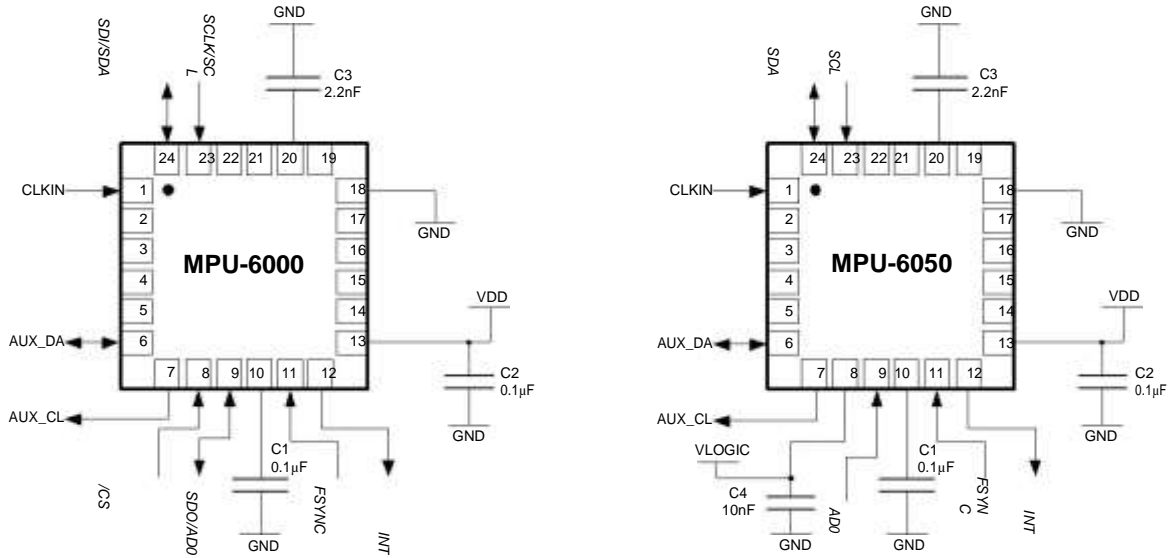 GND
SDI/SDA
SCLK/SC
L
C3
2.2nF
24 23 22 21 20 19
CLKIN
1
2
3
4
5
6
18
17
16
15
14
13
MPU-6000
GND
VDD
AUX_DA
C2
0.1µF
7 8 9 10 11 12
AUX_CL
GND
C1
0.1µF
/CS
SDO/AD0
FSYNC
INT
GND
GND
SDA
SCL
C3
2.2nF
24 23 22 21 20 19
CLKIN
1
2
3
4
5
6
18
17
16
15
14
13
MPU-6050
GND
VDD
AUX_DA
C2
0.1µF
7 8 9 10 11 12
AUX_CL
GND
VLOGIC
C1
0.1µF
C4
10nF
AD0
FSYN
C
INT
GND
GND